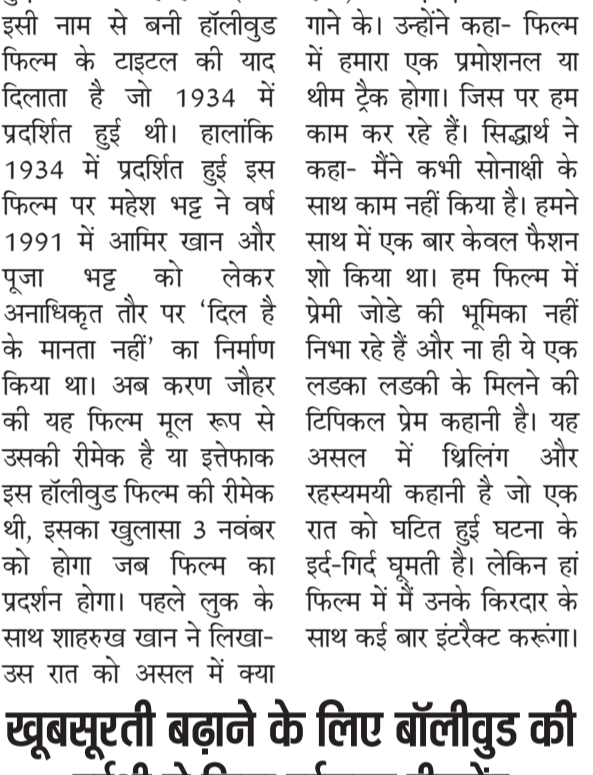 इसी नाम से बनी हॉलीवुड
फिल्म के टाइटल की याद
दिलाता है जो 1934 में
प्रदर्शित हुई थी। हालांकि
1934 में प्रदर्शित हुई इस
फिल्म पर महेश भट्ट ने वर्ष
1991 में आमिर खान और
पूजा भट्ट को लेकर
अनाधिकृत तौर पर ‘दिल है
के मानता नहीं’ का निर्माण
किया था। अब करण जौहर
की यह फिल्म मूल रूप से
उसकी रीमेक है या इत्तेफाक
इस हॉलीवुड फिल्म की रीमेक
थी, इसका खुलासा 3 नवंबर
को होगा जब फिल्म का
प्रदर्शन होगा। पहले लुक के
साथ शाहरुख खान ने लिखा-
उस रात को असल में क्या
गाने के। उन्होंने कहा- फिल्म
में हमारा एक प्रमोशनल या
थीम ट्रैक होगा। जिस पर हम
काम कर रहे हैं। सिद्धार्थ ने
कहा- मैंने कभी सोनाक्षी के
साथ काम नहीं किया है। हमने
साथ में एक बार केवल फैशन
शो किया था। हम फिल्म में
प्रेमी जोडे की भूमिका नहीं
निभा रहे हैं और ना ही ये एक
लडका लडकी के मिलने की
टिपिकल प्रेम कहानी है। यह
असल में थ्रिलिंग और
रहस्यमयी कहानी है जो एक
रात को घटित हुई घटना के
इर्द-गिर्द घूमती है। लेकिन हां
फिल्म में मैं उनके किरदार के
साथ कई बार इंटरैक्ट करूंगा।
खूबसूरती बढ़ाने के लिए बॉलीवुड की